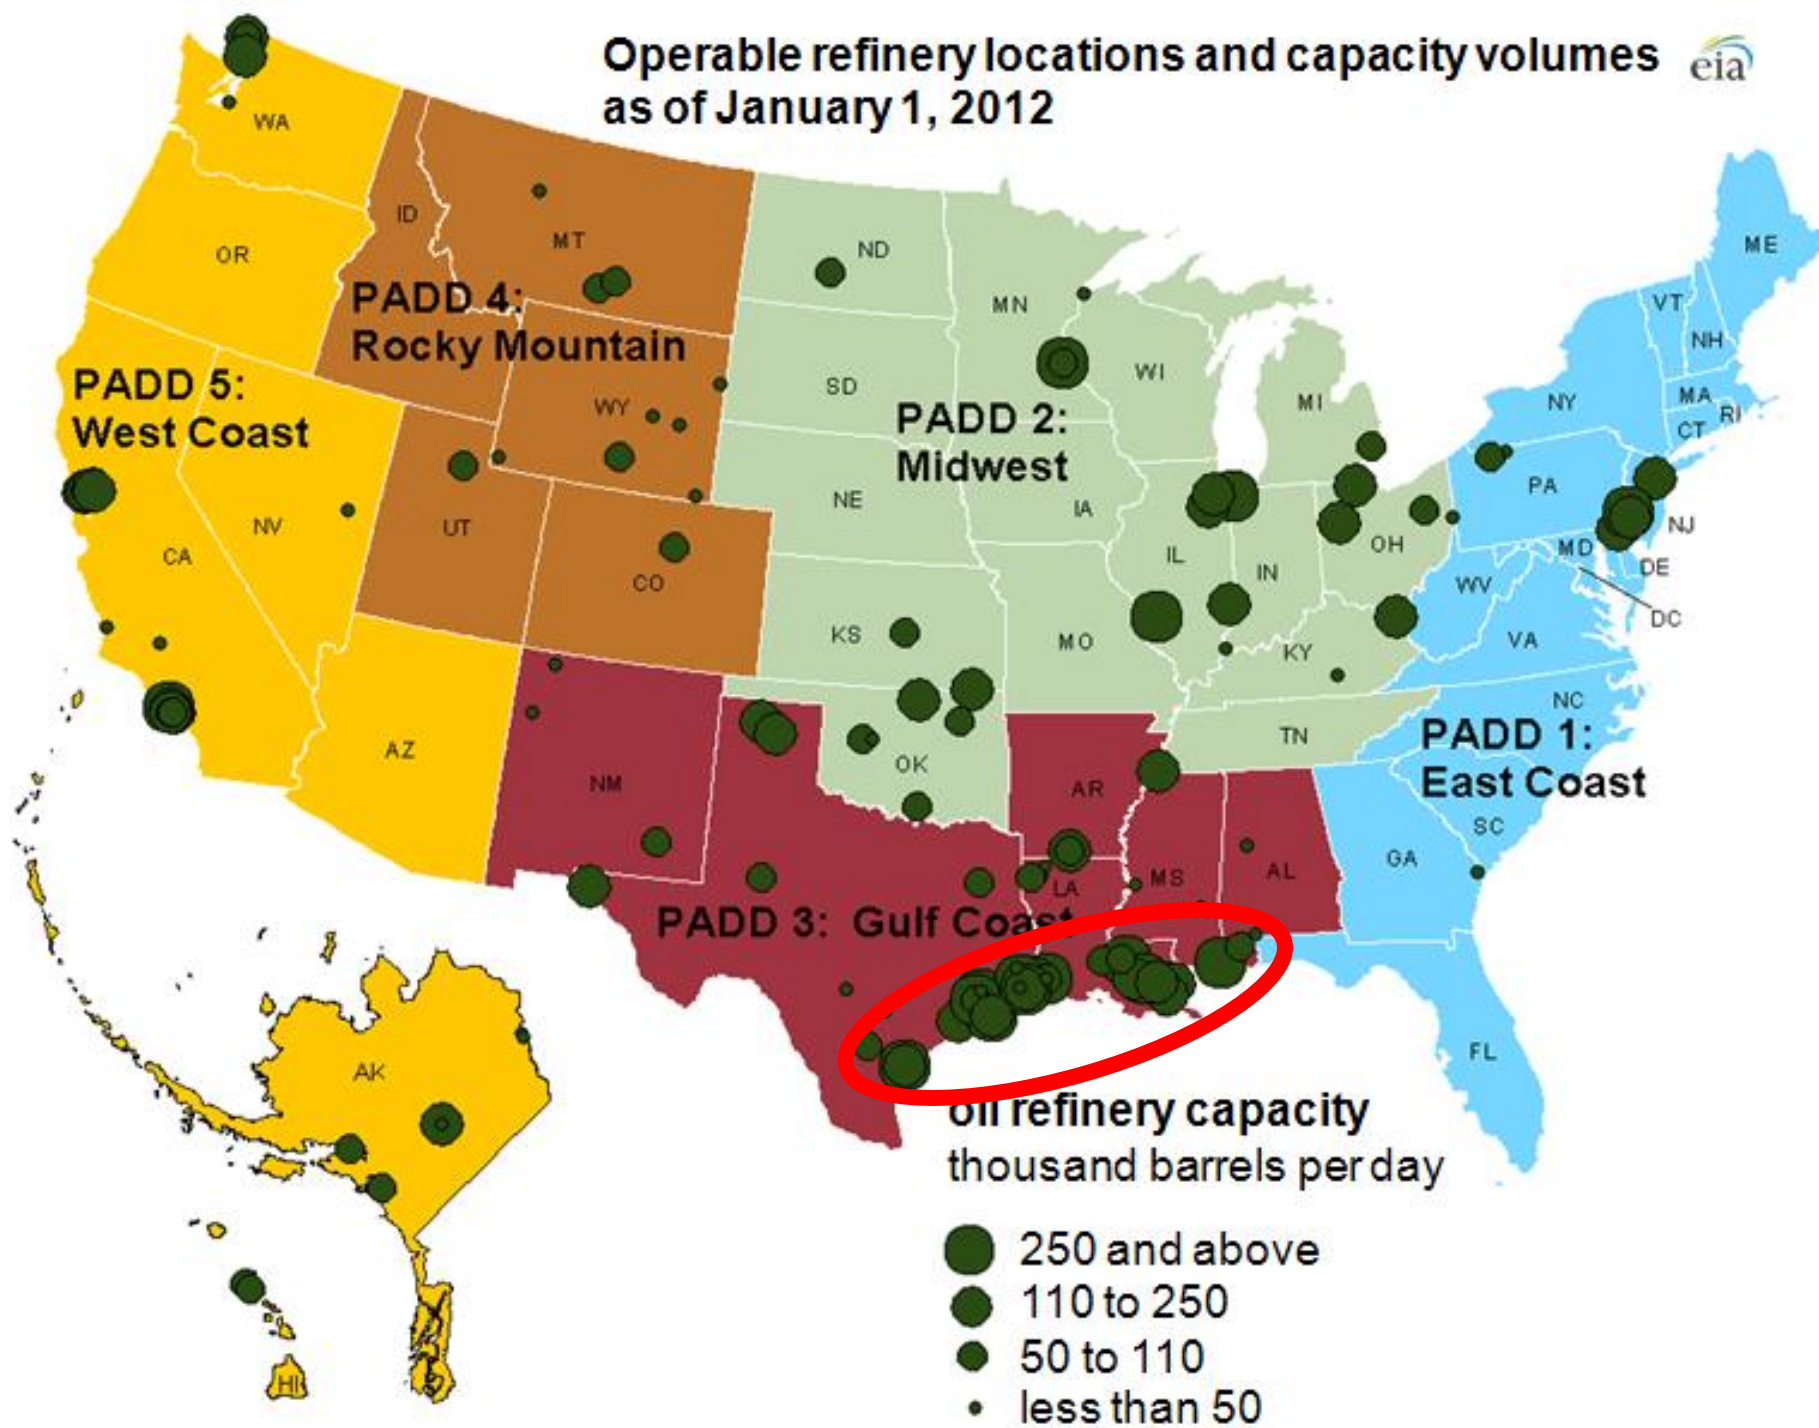 Operable refinery locations and capacity volumes
as of January 1, 2012
eia
WA
OR
ID
MT
ND
MN
ME
VT
NH
PADD 4:
Rocky Mountain
PADD 5:
West Coast
WY
SD
WI
MI
NY
MA
RI
CT
PADD 2:
Midwest
NE
IA
PA
NJ
NV
UT
CA
CO
IL
IN
OH
MD
DE
WV
DC
KS
MO
KY
VA
NC
AZ
NM
OK
AR
TN
PADD 1:
East Coast
SC
GA
LA
MS
AL
PADD 3: Gulf Coast
FL
AK
HI
oil refinery capacity
thousand barrels per day
250 and above
110 to 250
50 to 110
less than 50